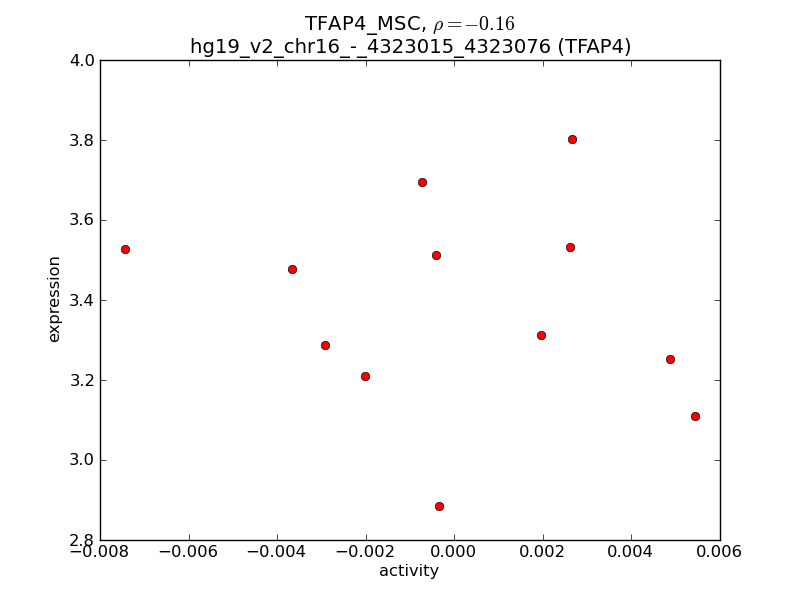 TFAP4_MSC, ρ = −0.16
hg19_v2_chr16_-_4323015_4323076 (TFAP4)
4.0
3.8
3.6
3.4
3.2
3.0
2.8
expression
−0.008 −0.006 −0.004 −0.002 0.000 0.002 0.004 0.006
activity